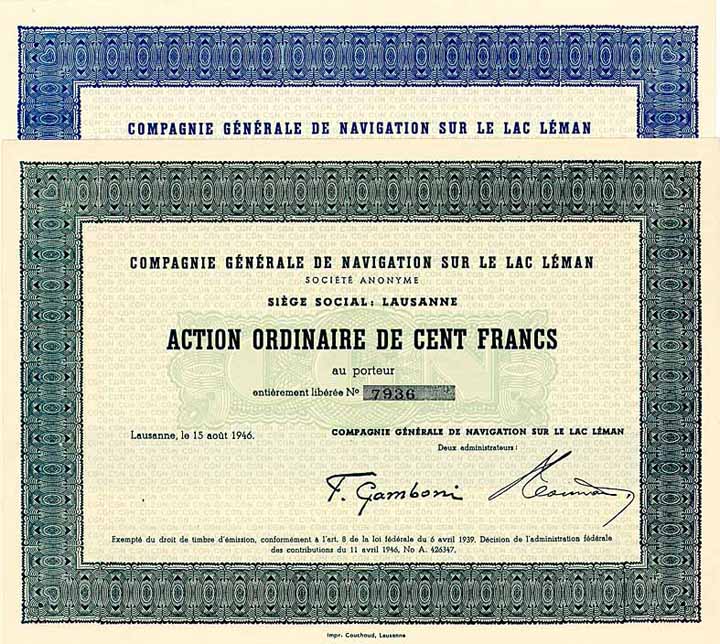 COMPAGNIE GÉNÉRALE DE NAVIGATION SUR LE LAC LÉMAN
COMPAGNIE GÉNÉRALE DE NAVIGATION SUR LE LAC LÉMAN
SOCIÉTÉ ANONYME
SIÈGE SOCIAL: LAUSANNE
ACTION ORDINAIRE DE CENT FRANCS
au porteur
entièrement libérée No 7936
Lausanne, le 15 août 1946.
COMPAGNIE GÉNÉRALE DE NAVIGATION SUR LE LAC LÉMAN
Deux administrateurs:
F. Gamboni
Exempté du droit de timbre d'émission, conformément à l'art. 8 de la loi fédérale du 6 avril 1939. Décision de l'administration fédérale
des contributions du 11 avril 1946, No A. 426347.
Impr. Couchoud, Lausanne